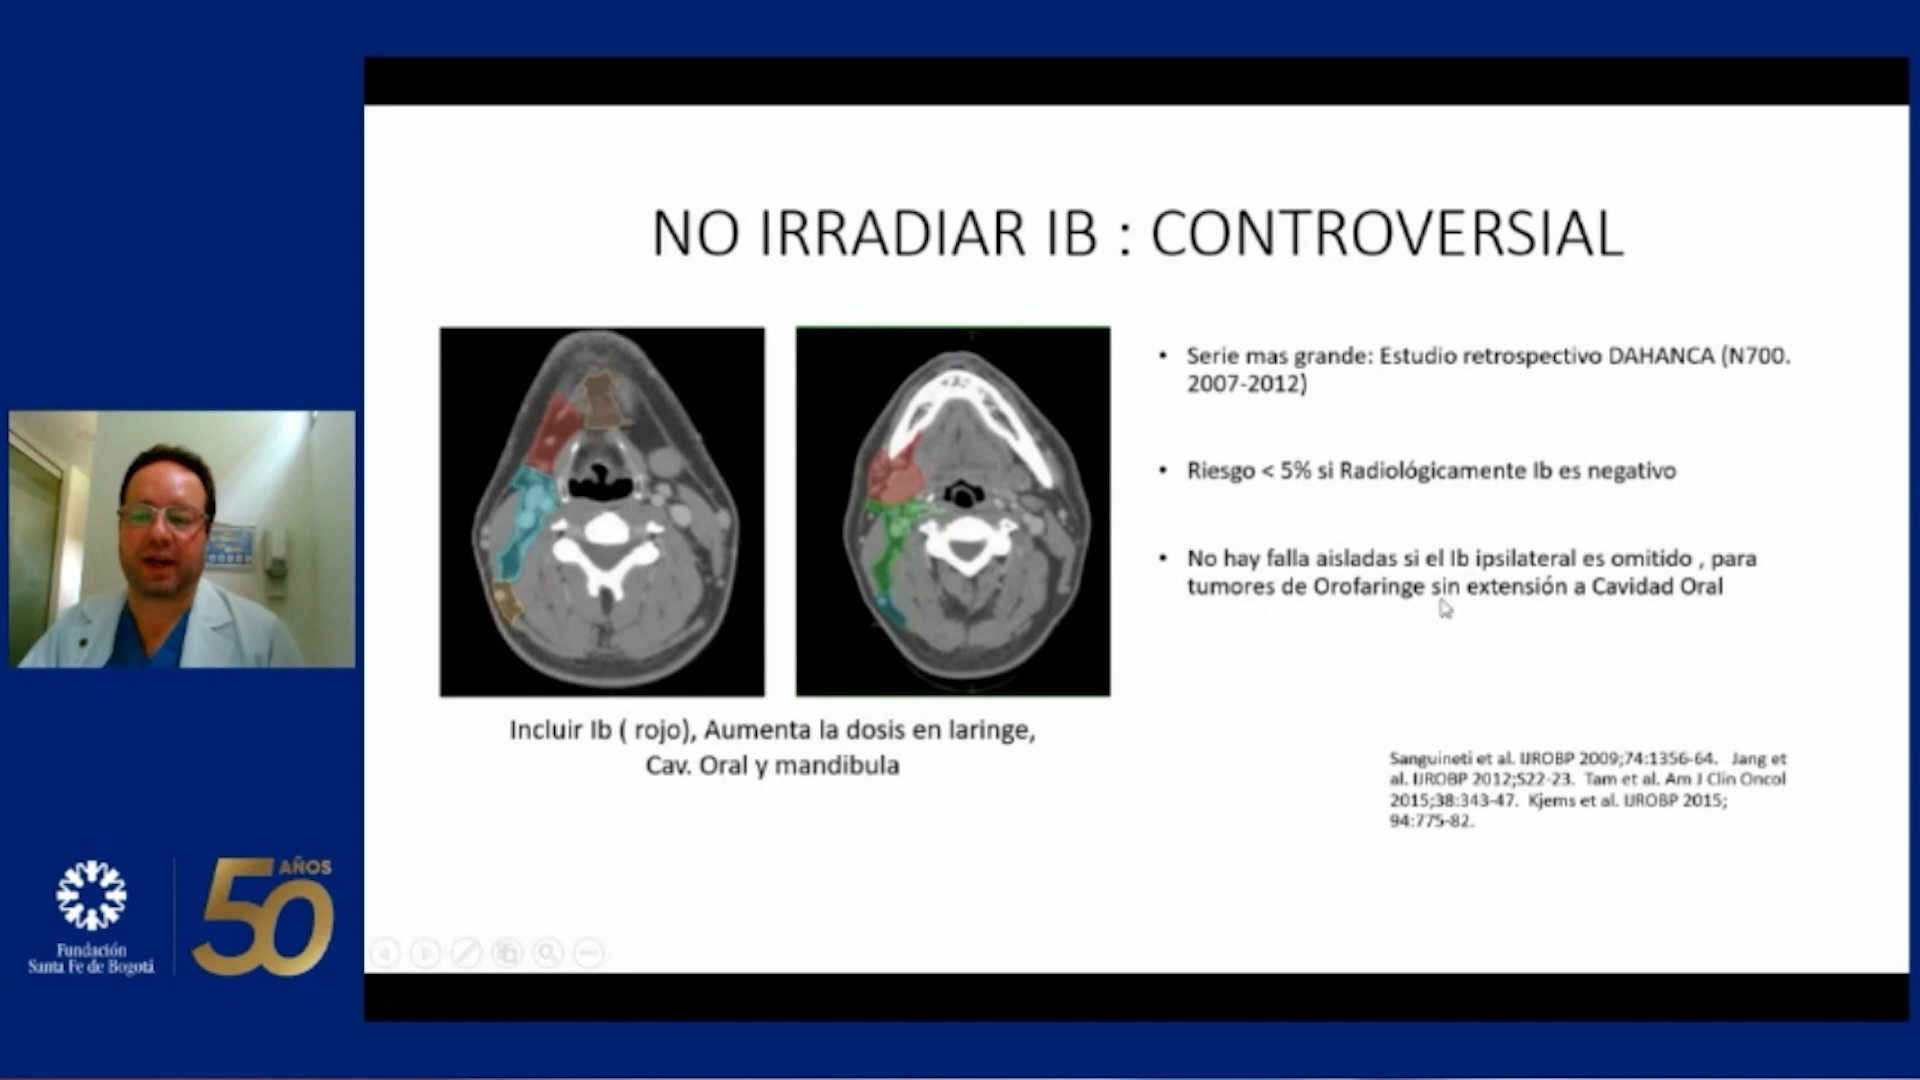 NO IRRADIAR IB : CONTROVERSIAL
• Serie mas grande: Estudio retrospectivo DAHANCA (N700.
2007-2012)
• Riesgo < 5% si Radiológicamente Ib es negativo
• No hay falla aisladas si el Ib ipsilateral es omitido , para
tumores de Orofaringe sin extensión a Cavidad Oral
Incluir Ib ( rojo), Aumenta la dosis en laringe,
Cav. Oral y mandibula
Sanguineti et al. IJROBP 2009;74:1356-64. Jang et
al. IJROBP 2012;522-23. Tam et al. Am J Clin Oncol
2015;38:343-47. Kjems et al. IJROBP 2015;
94:775-82.
Fundación
Santa Fe de Bogotá
50 AÑOS